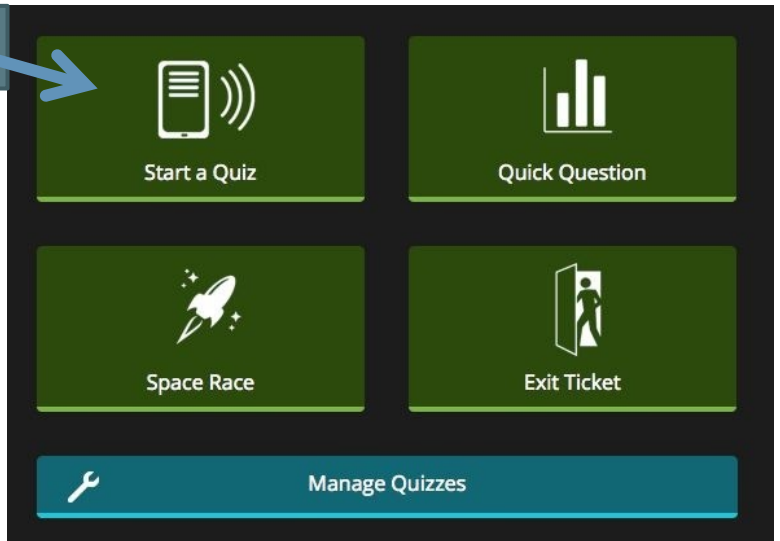 Start a Quiz
Quick Question
Space Race
Exit Ticket
Manage Quizzes